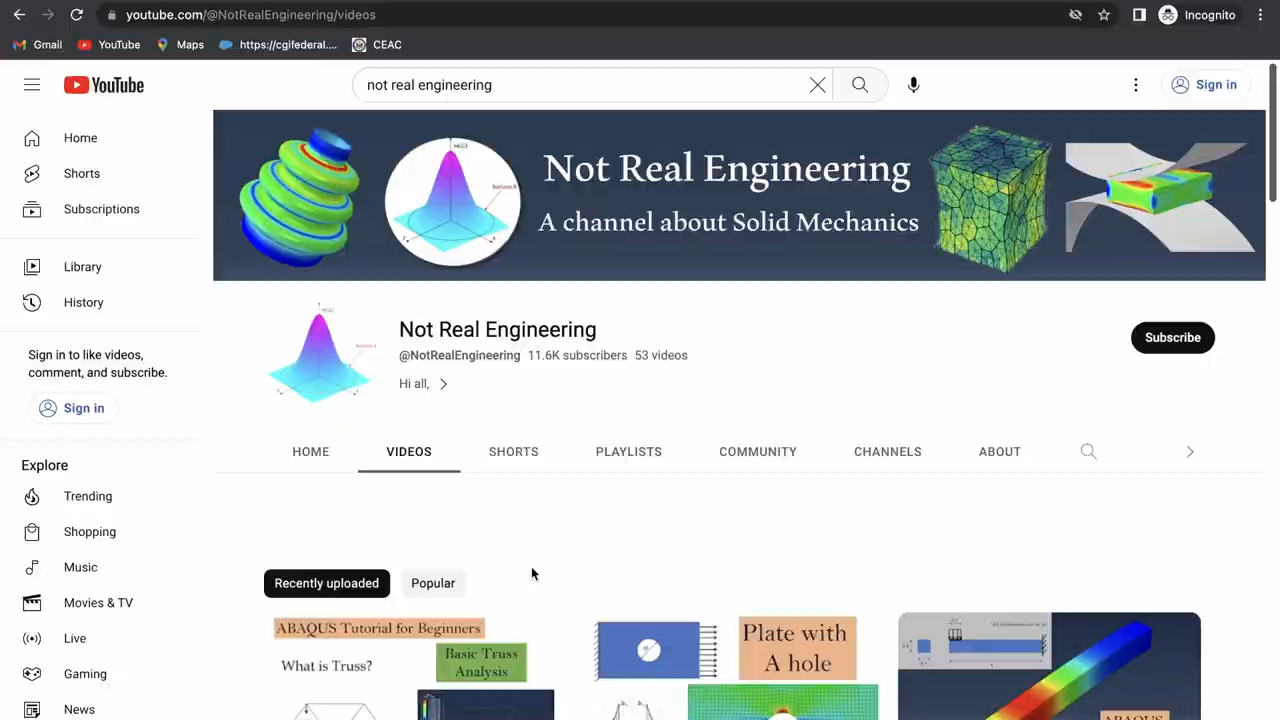 youtube.com/@NotRealEngineering/videos
Incognito
Gmail
YouTube
Maps
https://cgifederal....
CEAC
YouTube
not real engineering
Sign in
Home
Shorts
Subscriptions
Library
History
Sign in to like videos,
comment, and subscribe.
Sign in
Explore
Trending
Shopping
Music
Movies & TV
Live
Gaming
News
Not Real Engineering
A channel about Solid Mechanics
Not Real Engineering
@NotRealEngineering 11.6K subscribers 53 videos
Hi all,
Subscribe
HOME
VIDEOS
SHORTS
PLAYLISTS
COMMUNITY
CHANNELS
ABOUT
Recently uploaded
Popular
ABAQUS Tutorial for Beginners
What is Truss?
Basic Truss
Analysis
Plate with
A hole
ABAQUS